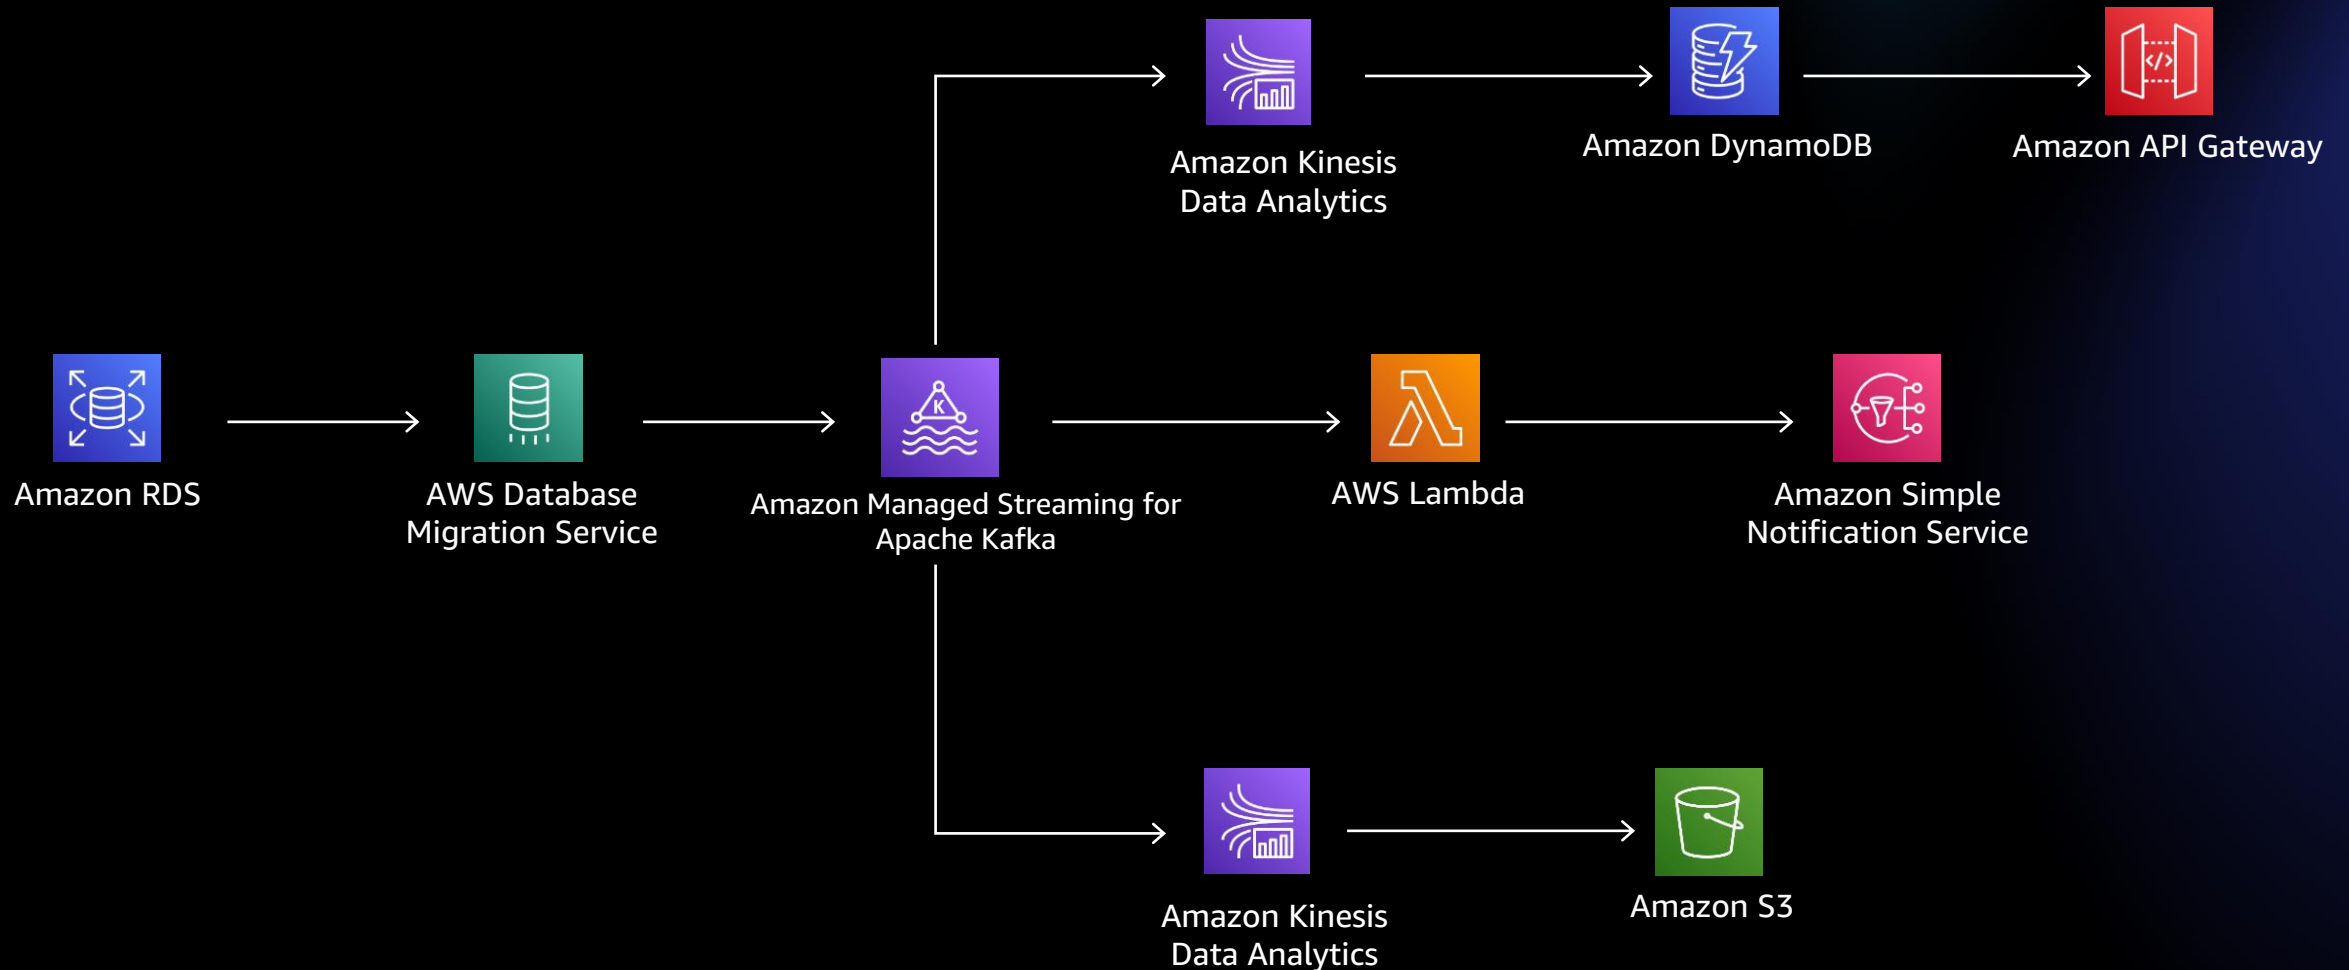 Amazon Kinesis
Data Analytics
Amazon DynamoDB
</>
Amazon API Gateway
Amazon RDS
AWS Database
Migration Service
K
Amazon Managed Streaming for
Apache Kafka
AWS Lambda
Amazon Simple
Notification Service
Amazon Kinesis
Data Analytics
Amazon S3